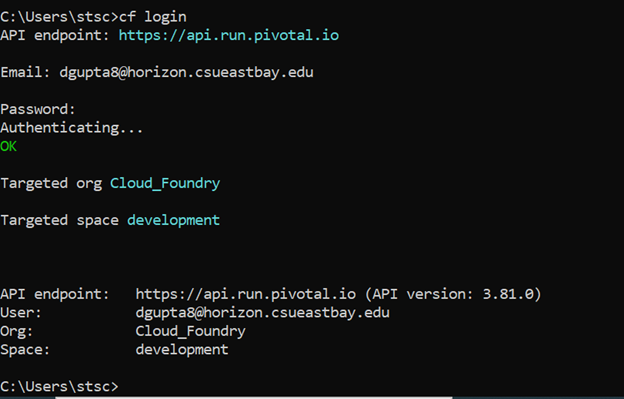 C:\Users\stsc>cf login
API endpoint: https://api.run.pivotal.io
Email: dgupta8@horizon.csueastbay.edu
Password:
Authenticating...
OK
Targeted org Cloud_Foundry
Targeted space development
API endpoint:   https://api.run.pivotal.io (API version: 3.81.0)
User:           dgupta8@horizon.csueastbay.edu
Org:            Cloud_Foundry
Space:          development
C:\Users\stsc>